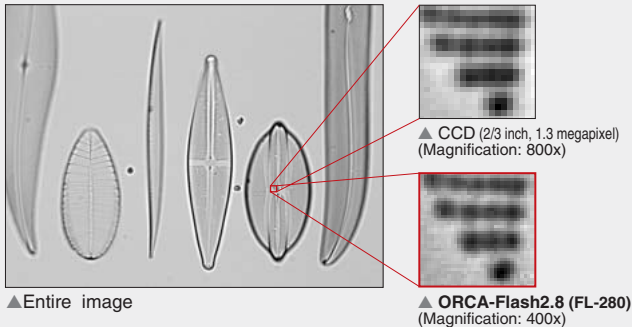 ▲ CCD (2/3 inch, 1.3 megapixel)
(Magnification: 800x)
▲Entire image
▲ ORCA-Flash2.8 (FL-280)
(Magnification: 400x)